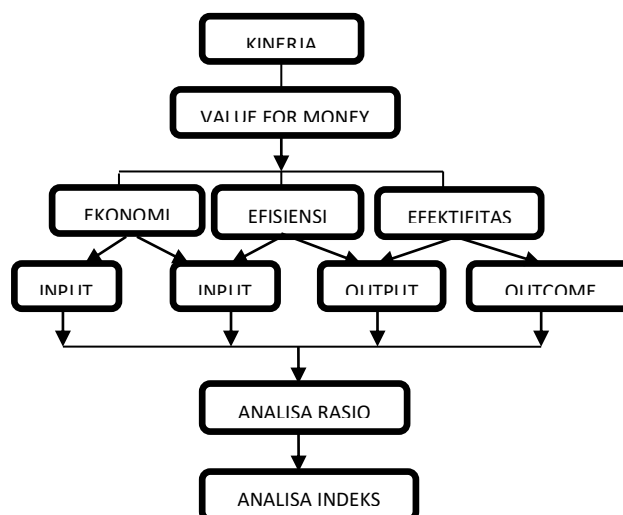 KINERJA
VALUE FOR MONEY
EKONOMI
EFISIENSI
EFEKTIFITAS
INPUT
INPUT
OUTPUT
OUTCOME
ANALISA RASIO
ANALISA INDEKS